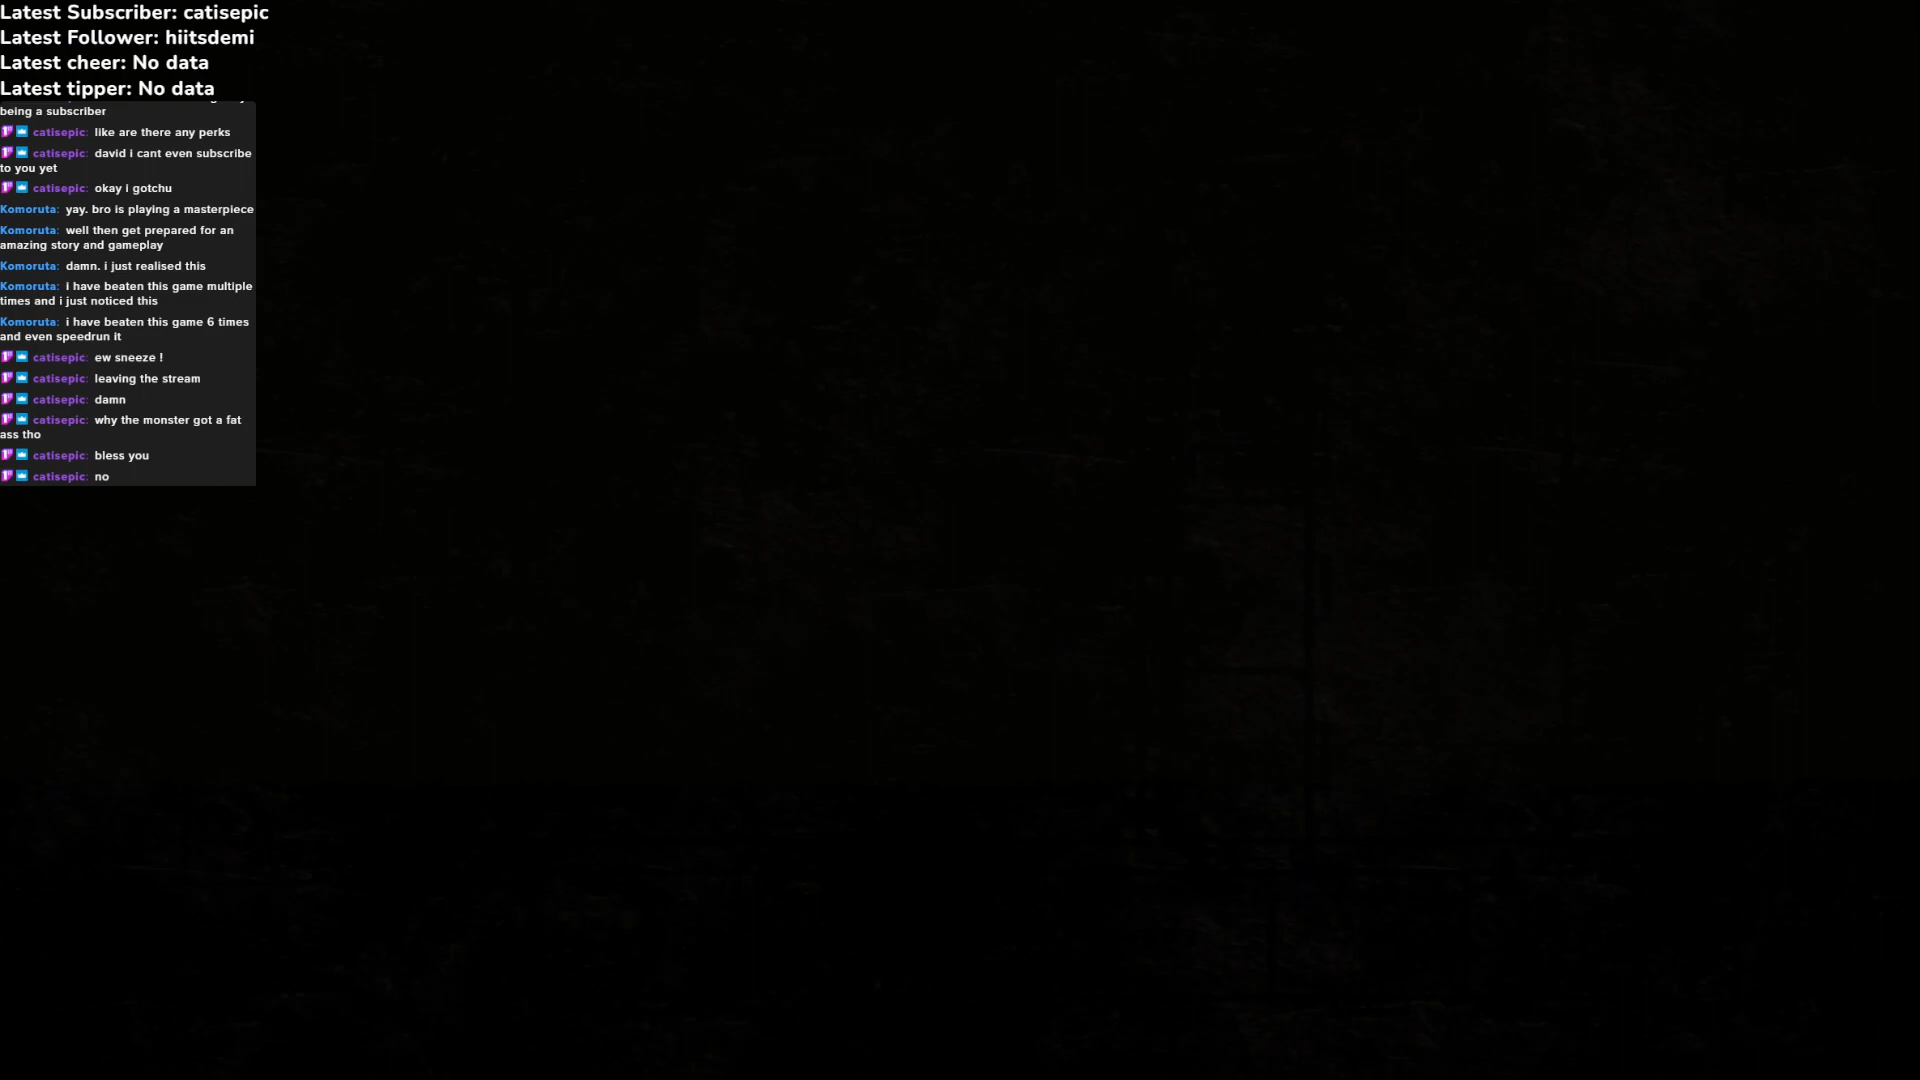 Latest Subscriber: catisepic
Latest Follower: hiitsdemi
Latest cheer: No data
Latest tipper: No data
being a subscriber
catisepic: like are there any perks
catisepic: david i cant even subscribe
to you yet
catisepic: okay i gotchu
Komoruta: yay. bro is playing a masterpiece
Komoruta: well then get prepared for an
amazing story and gameplay
Komoruta: damn. i just realised this
Komoruta: i have beaten this game multiple
times and i just noticed this
Komoruta: i have beaten this game 6 times
and even speedrun it
catisepic: ew sneeze !
catisepic: leaving the stream
catisepic: damn
catisepic: why the monster got a fat
ass tho
catisepic: bless you
catisepic: no